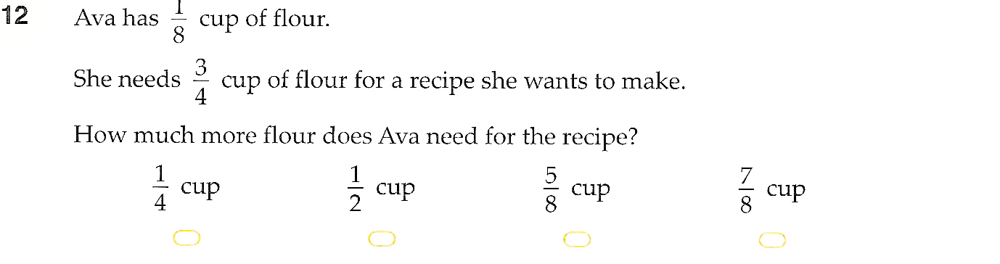 12 Ava has 1/8 cup of flour.
She needs 3/4 cup of flour for a recipe she wants to make.
How much more flour does Ava need for the recipe?
1/4 cup 1/2 cup 5/8 cup 7/8 cup